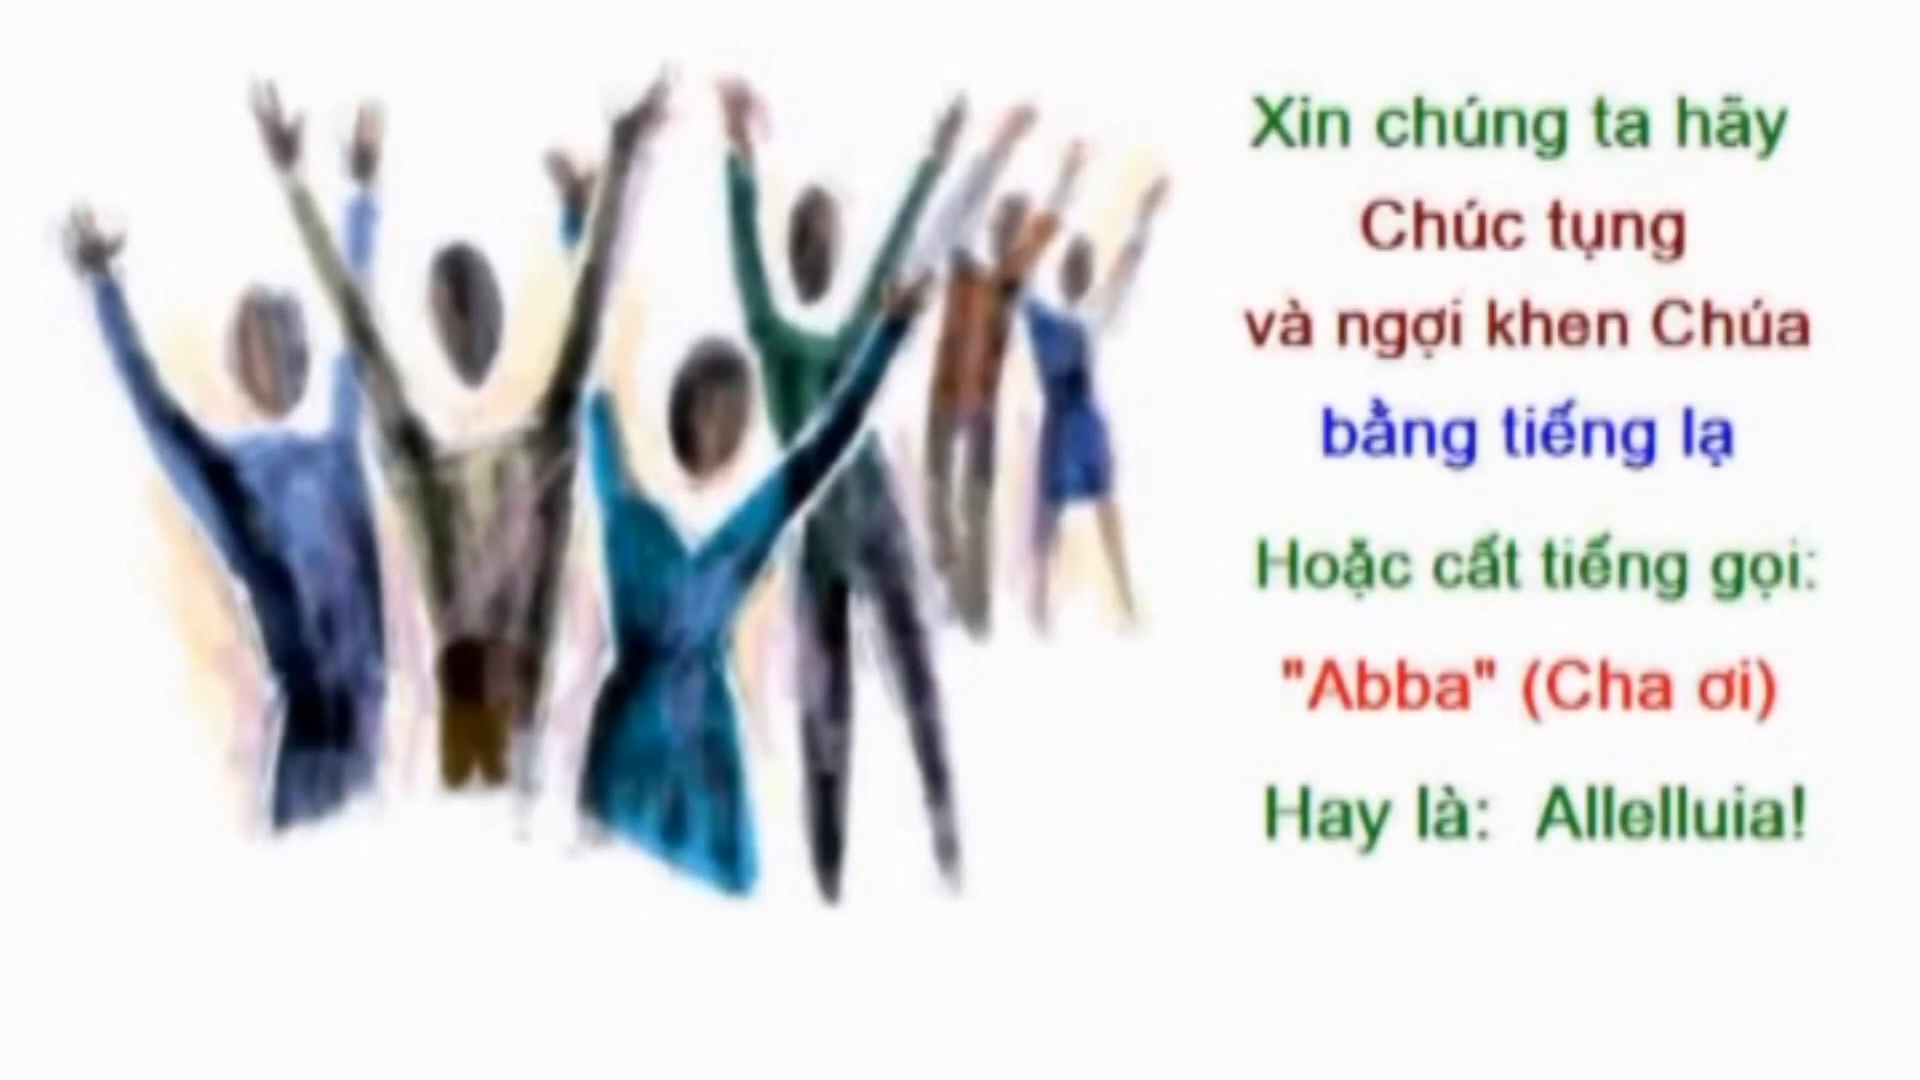 Xin chúng ta hãy
Chúc tụng
và ngợi khen Chúa
bằng tiếng lạ
Hoặc cất tiếng gọi:
"Abba" (Cha ơi)
Hay là: Allelluia!